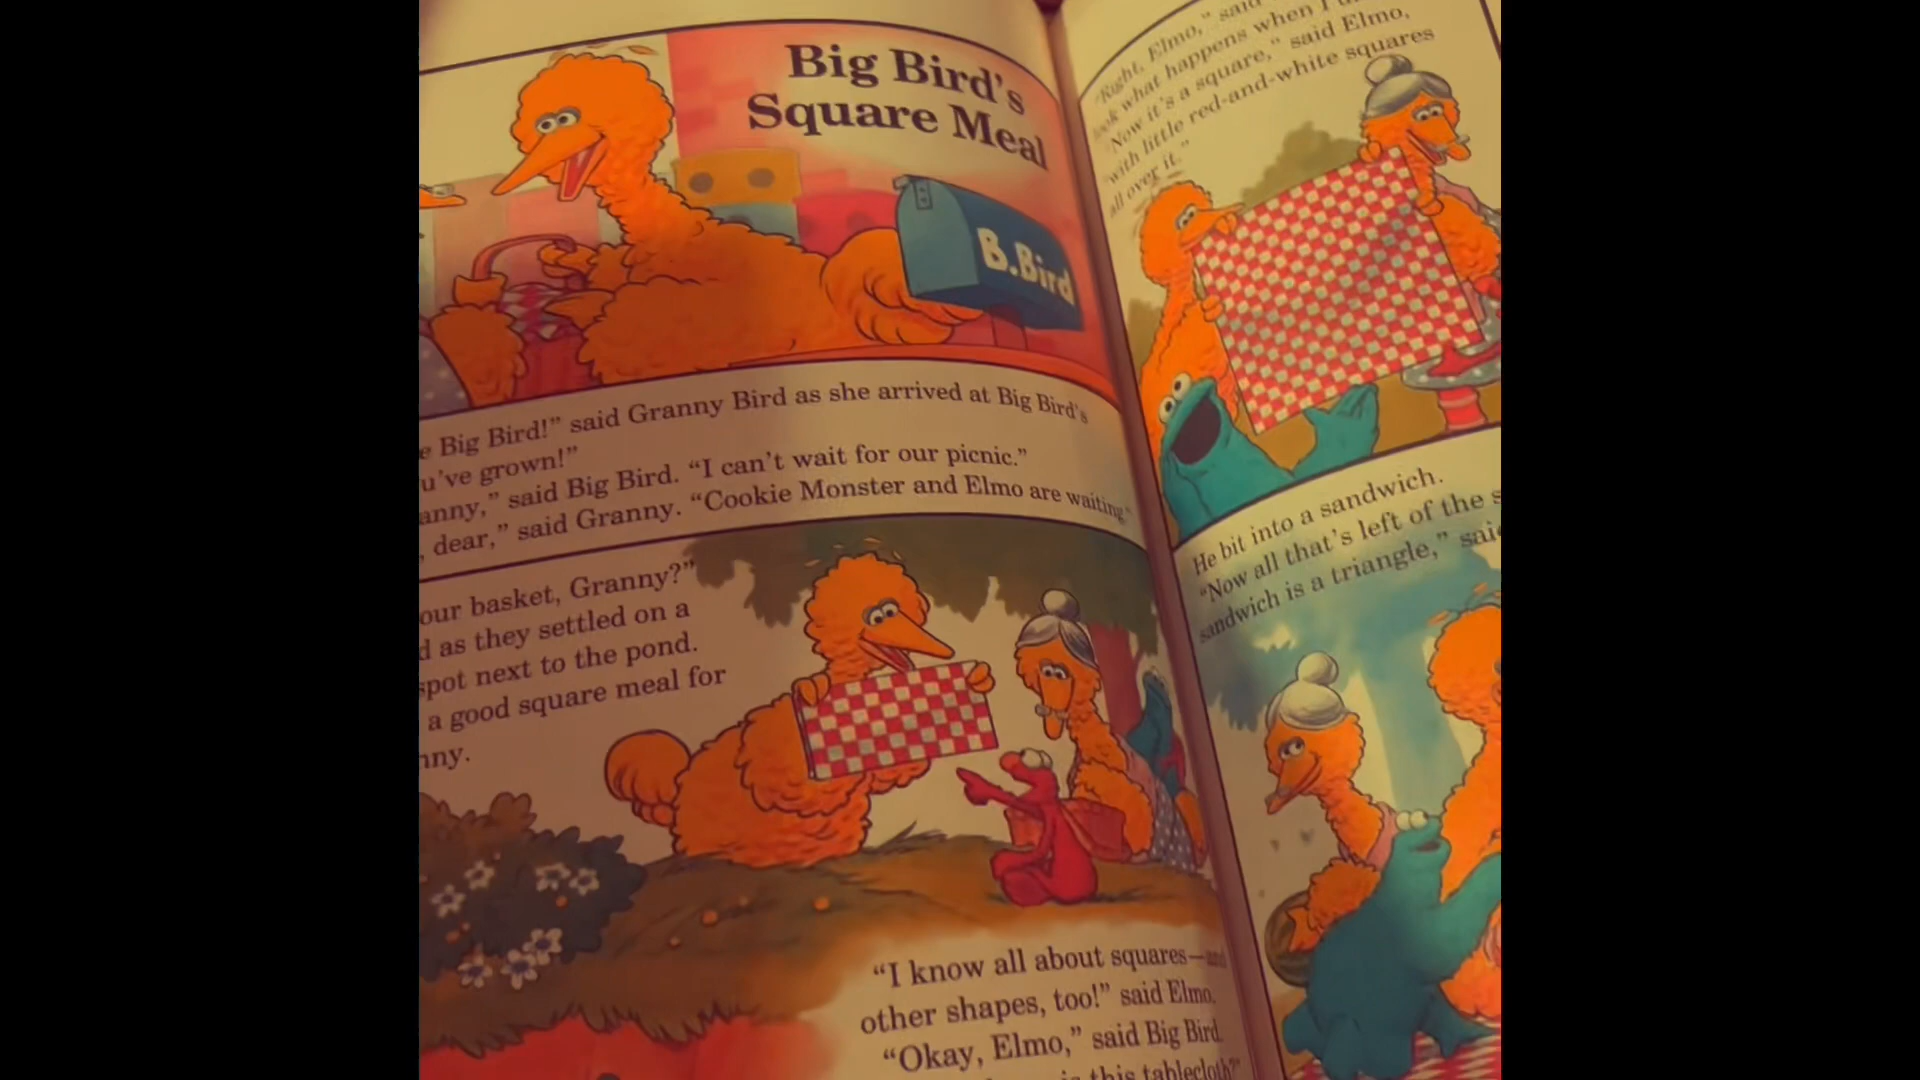 Big Bird's
Square Meal
B.Bird
e Big Bird!” said Granny Bird as she arrived at Big Bird's
u've grown!”
anny,” said Big Bird. “I can't wait for our picnic.”
, dear,” said Granny. “Cookie Monster and Elmo are waiting.”
our basket, Granny?”
d as they settled on a
spot next to the pond.
a good square meal for
nny.
“I know all about squares—and
other shapes, too!” said Elmo.
“Okay, Elmo,” said Big Bird.
is this tablecloth?”
“Right, Elmo,” said
look what happens when I
“Now it's a square,” said Elmo,
“with little red-and-white squares
all over it.”
He bit into a sandwich.
“Now all that's left of the s
sandwich is a triangle,” said